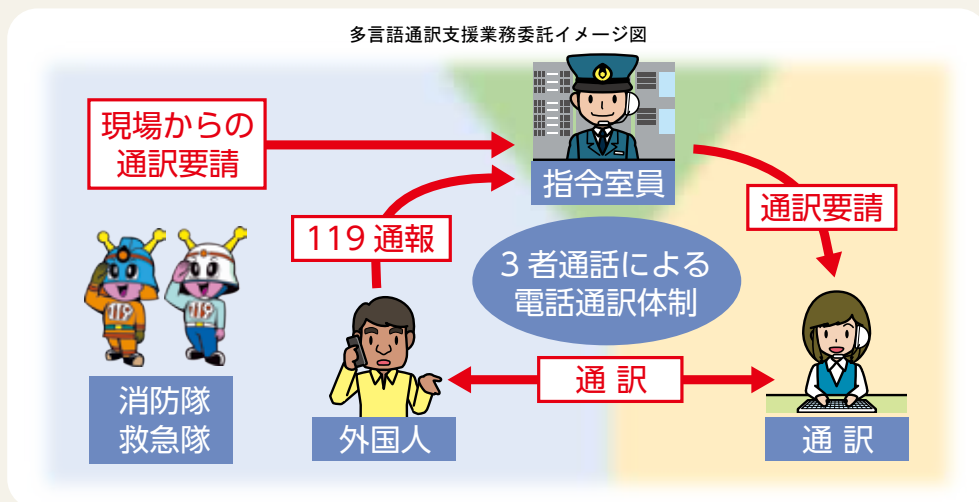 多言語通訳支援業務委託イメージ図
現場からの
通訳要請
指令室員
通訳要請
119 通報
3 者通話による
電話通訳体制
119
119
通 訳
消防隊
救急隊
外国人
通 訳